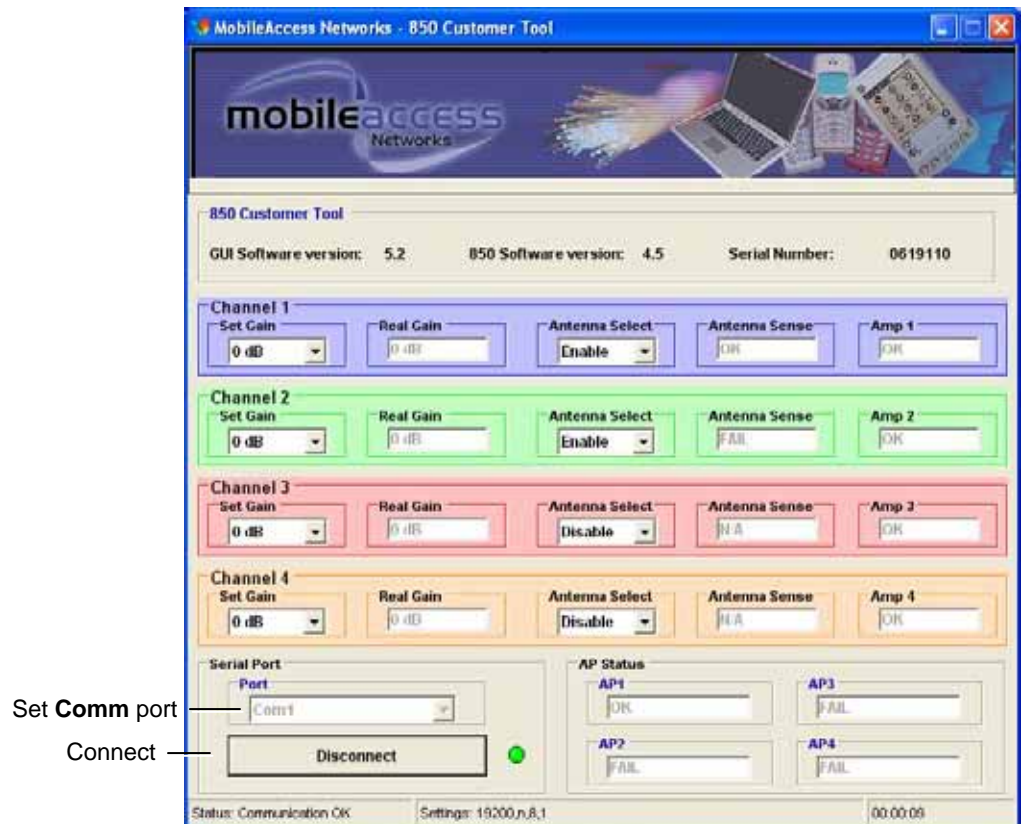 MobileAccess Networks - 850 Customer Tool
mobileaccess
Networks
850 Customer Tool
GUI Software version: 5.2 850 Software version: 4.5 Serial Number: 0619110
Channel 1
Set Gain Real Gain Antenna Select Antenna Sense Amp 1
0 dB 0 dB Enable OK OK
Channel 2
Set Gain Real Gain Antenna Select Antenna Sense Amp 2
0 dB 0 dB Enable FAIL OK
Channel 3
Set Gain Real Gain Antenna Select Antenna Sense Amp 3
0 dB 0 dB Disable N/A OK
Channel 4
Set Gain Real Gain Antenna Select Antenna Sense Amp 4
0 dB 0 dB Disable N/A OK
Serial Port AP Status
Port AP1 AP3
Set Comm port Com1 OK FAIL
Connect Disconnect AP2 AP4
FAIL FAIL
Status: Communication OK Settings: 19200,n,8,1 00:00:09